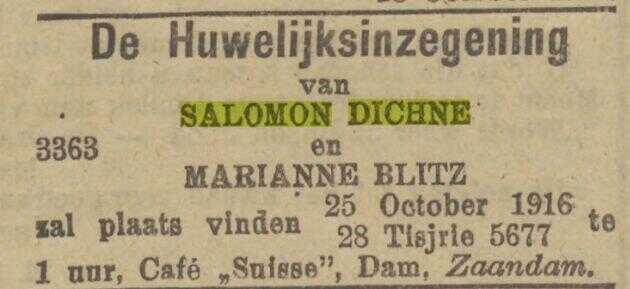 De Huwelijksinzegening
van
SALOMON DICHNE
3363 en
MARIANNE BLITZ
zal plaats vinden 25 October 1916 te
28 Tisjrie 5677
1 uur, Café „Suisse”, Dam, Zaandam.